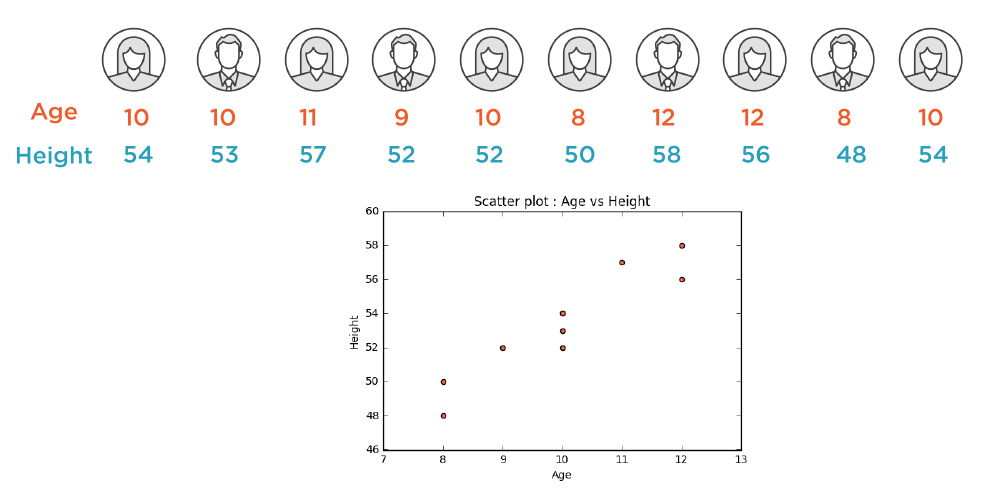 Age 10 10 11 9 10 8 12 12 8 10
Height 54 53 57 52 52 50 58 56 48 54
Scatter plot : Age vs Height
60
58
56
54
52
50
48
46
Height
7 8 9 10 11 12 13
Age